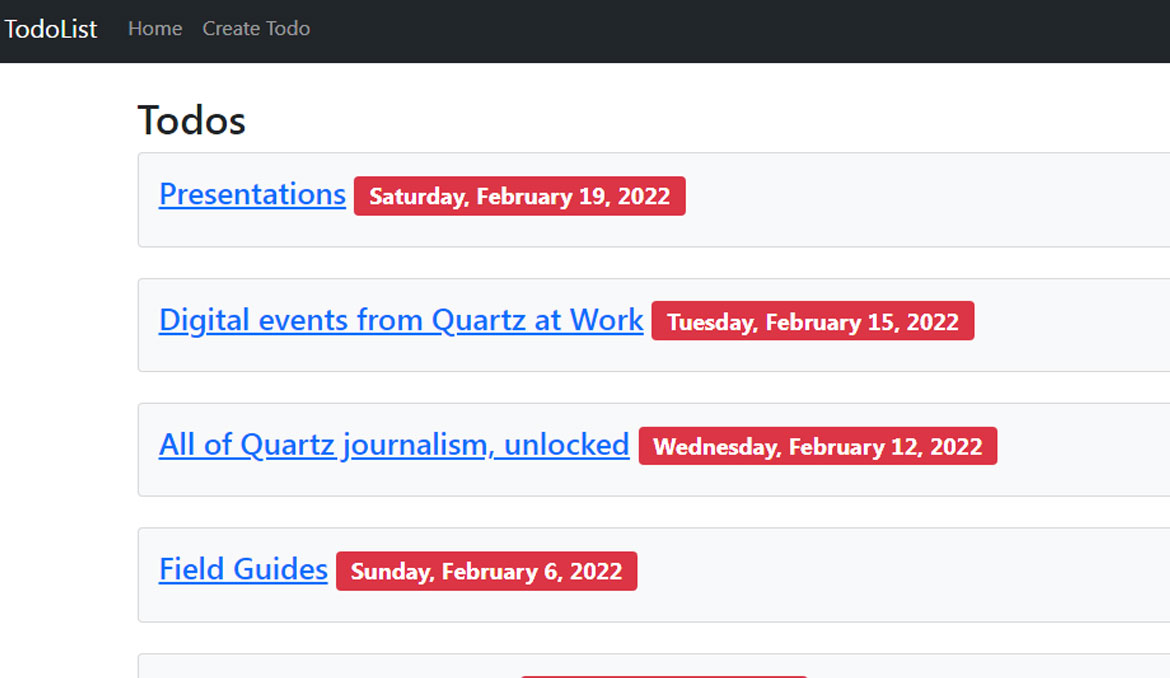 TodoList Home Create Todo
Todos
Presentations Saturday, February 19, 2022
Digital events from Quartz at Work Tuesday, February 15, 2022
All of Quartz journalism, unlocked Wednesday, February 12, 2022
Field Guides Sunday, February 6, 2022